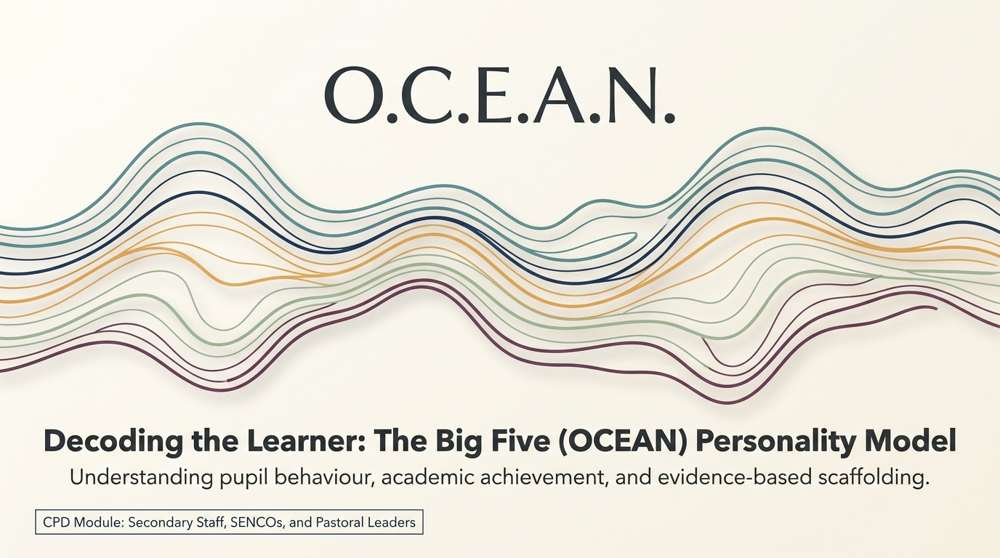 O.C.E.A.N.
Decoding the Learner: The Big Five (OCEAN) Personality Model
Understanding pupil behaviour, academic achievement, and evidence-based scaffolding.
CPD Module: Secondary Staff, SENCOs, and Pastoral Leaders